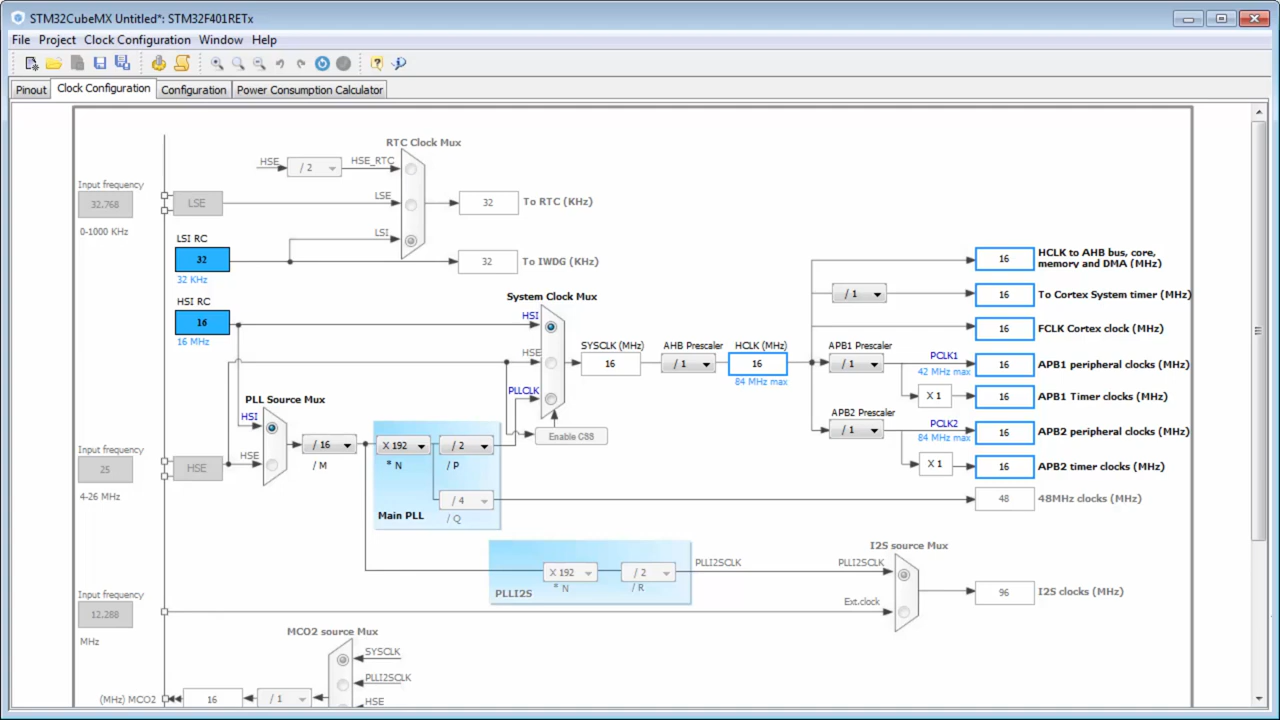 STM32CubeMX Untitled*: STM32F401RETx
File Project Clock Configuration Window Help
Pinout Clock Configuration Configuration Power Consumption Calculator
RTC Clock Mux
HSE / 2 HSE_RTC
Input frequency
32.768 LSE LSE 32 To RTC (KHz)
0-1000 KHz
LSI RC LSI
32 32 To IWDG (KHz)
32 KHz
16 HCLK to AHB bus, core,
memory and DMA (MHz)
/ 1 16 To Cortex System timer (MHz)
HSI RC System Clock Mux
16 HSI 16 FCLK Cortex clock (MHz)
16 MHz
SYSCLK (MHz) AHB Prescaler HCLK (MHz) APB1 Prescaler
HSE 16 / 1 16 / 1 PCLK1 16 APB1 peripheral clocks (MHz)
84 MHz max 42 MHz max
PLLCLK X 1 16 APB1 Timer clocks (MHz)
PLL Source Mux
HSI APB2 Prescaler
/ 1 PCLK2 16 APB2 peripheral clocks (MHz)
84 MHz max
Enable CSS
/ 16 X 192 / 2
Input frequency HSE
25 HSE / M * N / P X 1 16 APB2 timer clocks (MHz)
4-26 MHz
/ 4 48 48MHz clocks (MHz)
Main PLL / Q
I2S source Mux
PLLI2SCLK PLLI2SCLK
X 192 / 2
PLLI2S * N / R 96 I2S clocks (MHz)
Input frequency Ext.clock
12.288
MHz
MCO2 source Mux
SYSCLK
PLLI2SCLK
(MHz) MCO2 16 / 1 HSE